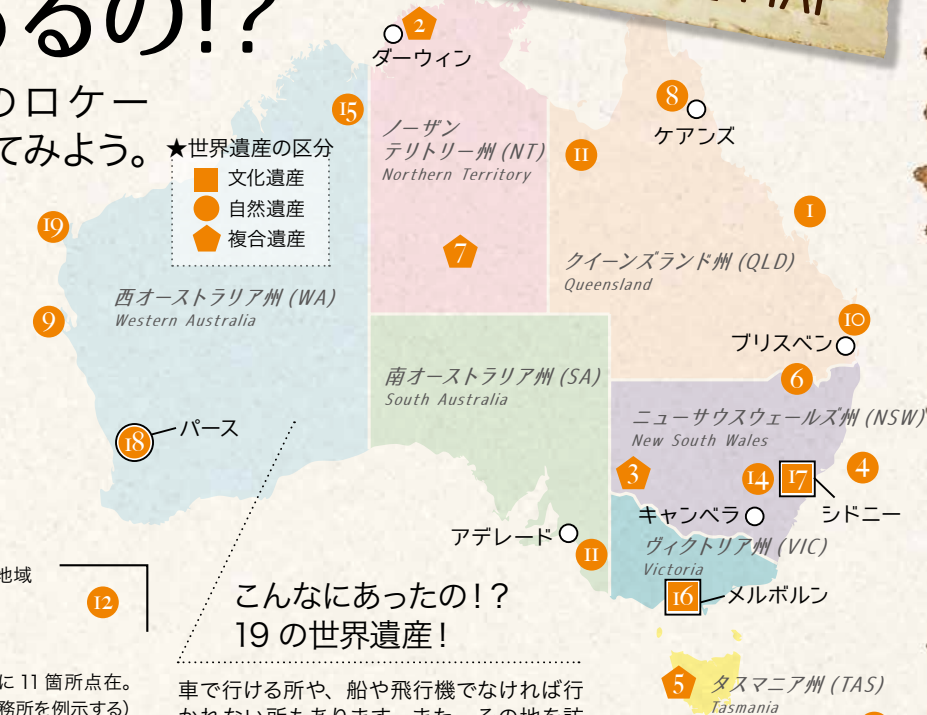 るの!?
のロケー
てみよう。
★世界遺産の区分
文化遺産
自然遺産
複合遺産
2
ダーウィン
15
ノーザン
テリトリー州 (NT)
Northern Territory
11
8
ケアンズ
1
19
7
クイーンズランド州 (QLD)
Queensland
西オーストラリア州 (WA)
Western Australia
9
10
ブリスベン
6
南オーストラリア州 (SA)
South Australia
ニューサウスウェールズ州 (NSW)
New South Wales
18
パース
3
14
17
4
シドニー
キャンベラ
アデレード
11
ヴィクトリア州 (VIC)
Victoria
16
メルボルン
地域
12
こんなにあったの!?
19 の世界遺産!
に 11 箇所点在。
務所を例示する)
車で行ける所や、船や飛行機でなければ行
5
タスマニア州 (TAS)
Tasmania